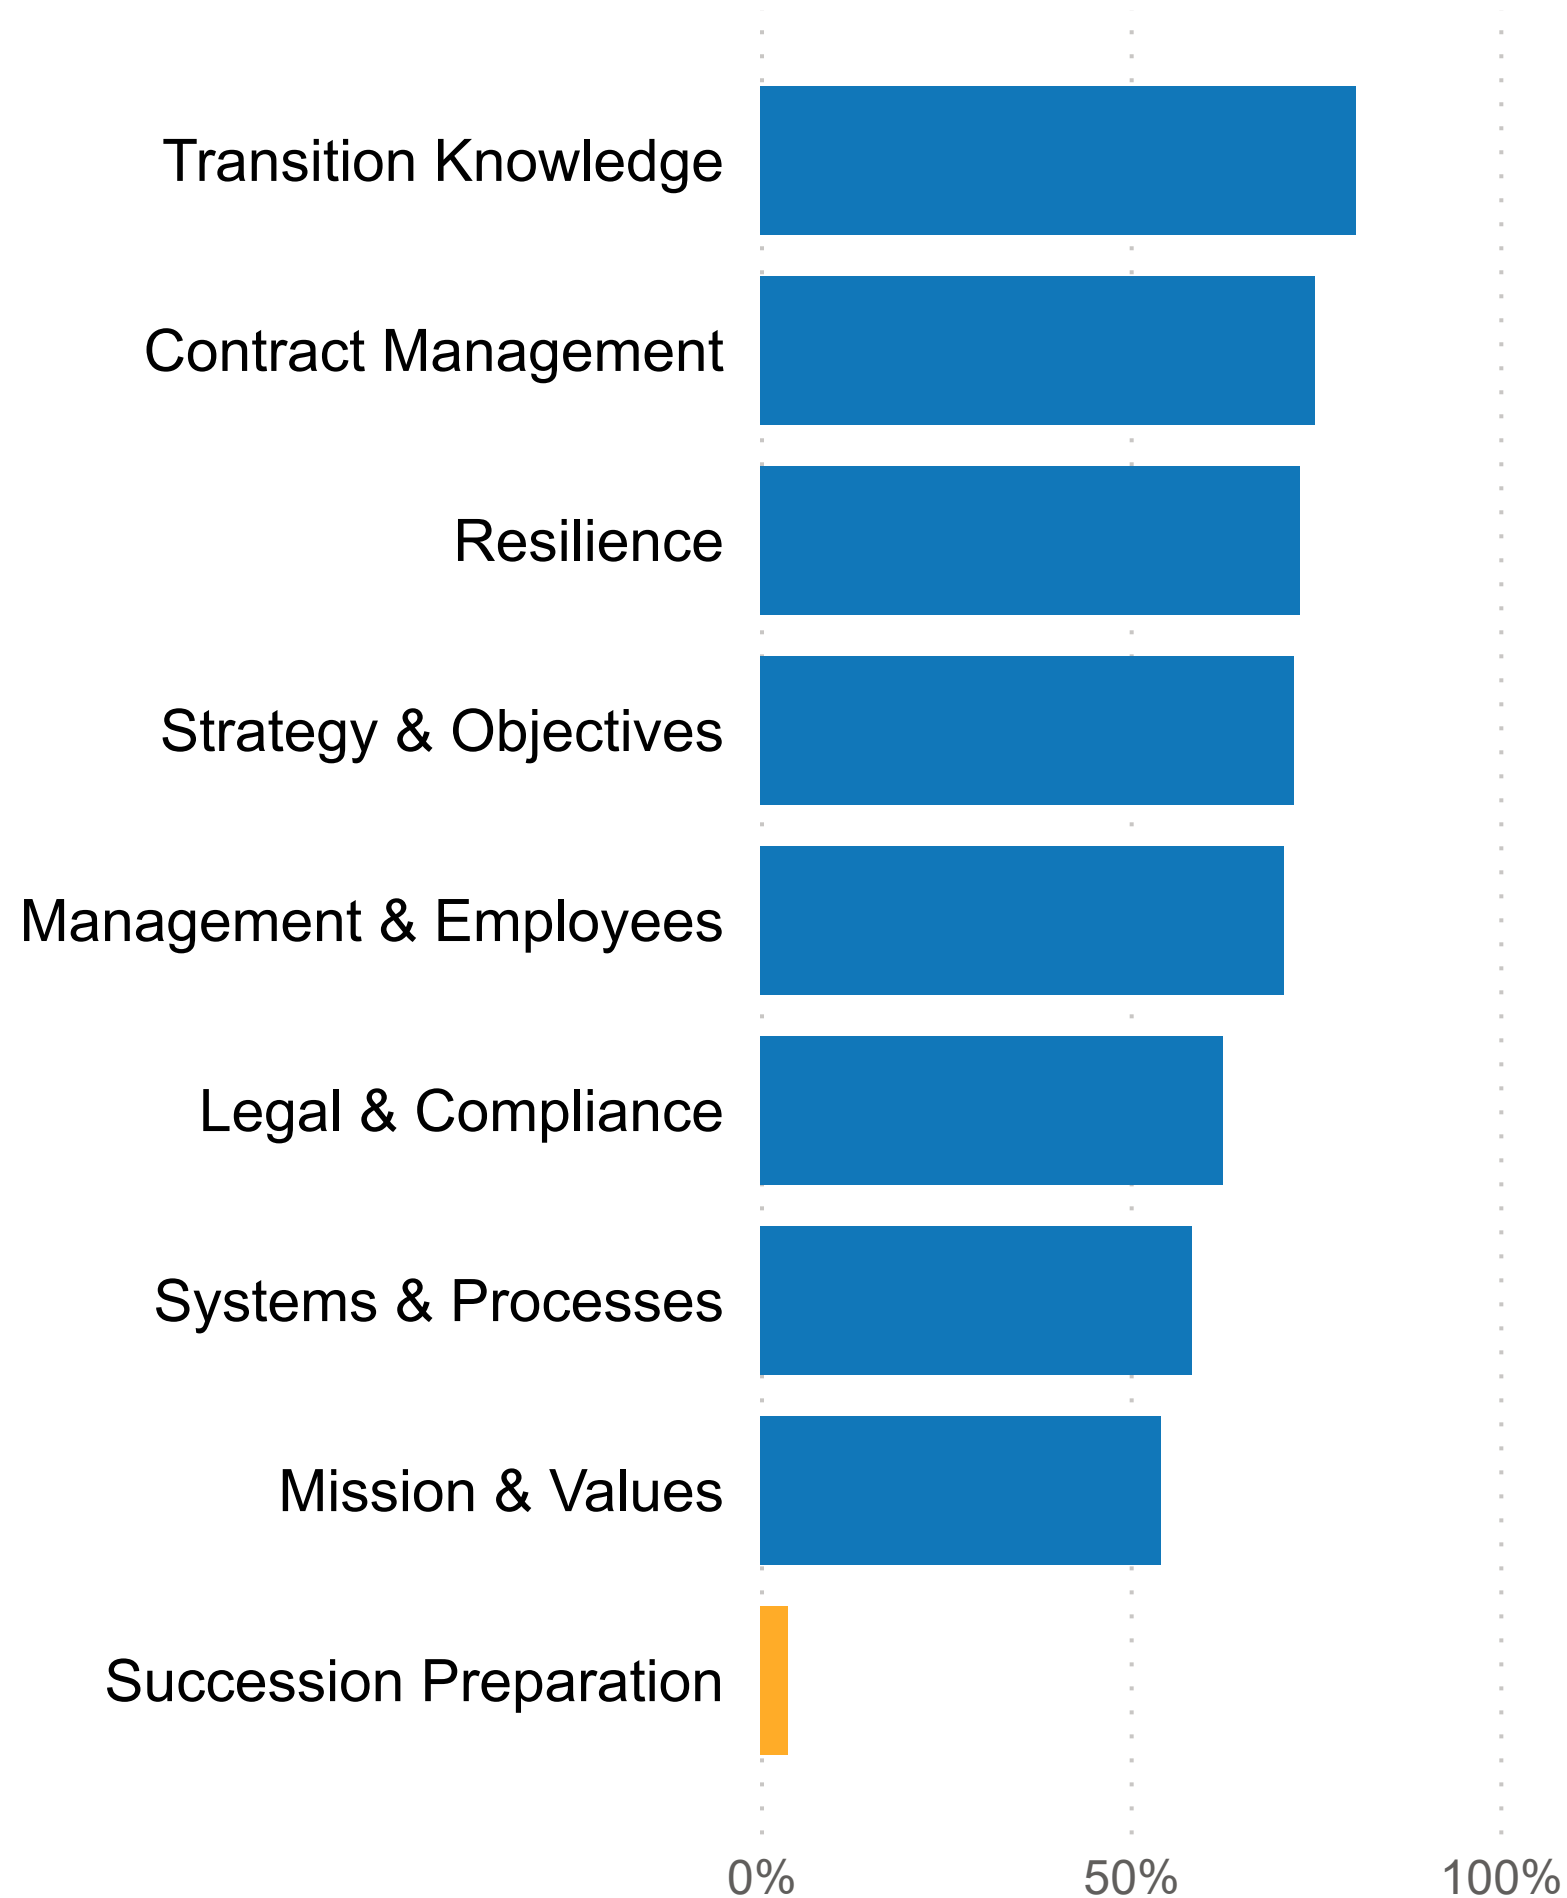 Transition Knowledge
Contract Management
Resilience
Strategy & Objectives
Management & Employees
Legal & Compliance
Systems & Processes
Mission & Values
Succession Preparation
0% 50% 100%